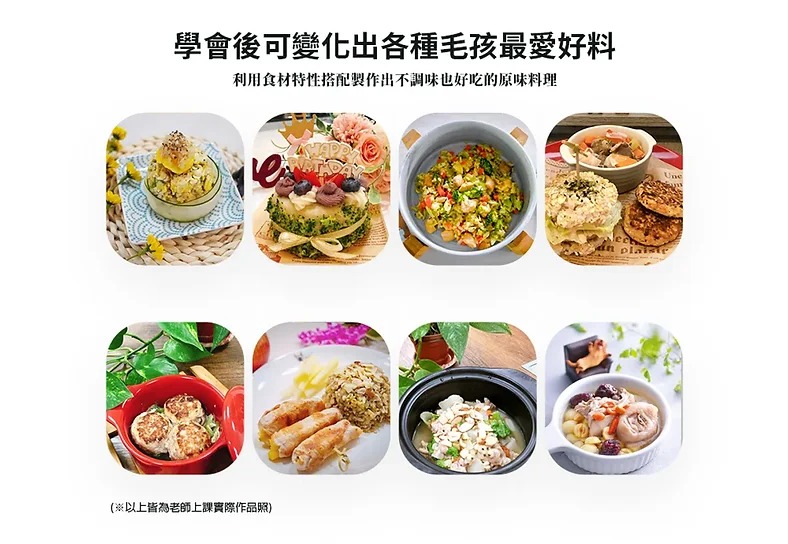 學會後可變化出各種毛孩最愛好料
利用食材特性搭配製作出不調味也好吃的原味料理
HAPPY
BIRTHDAY
(※以上皆為老師上課實際作品照)